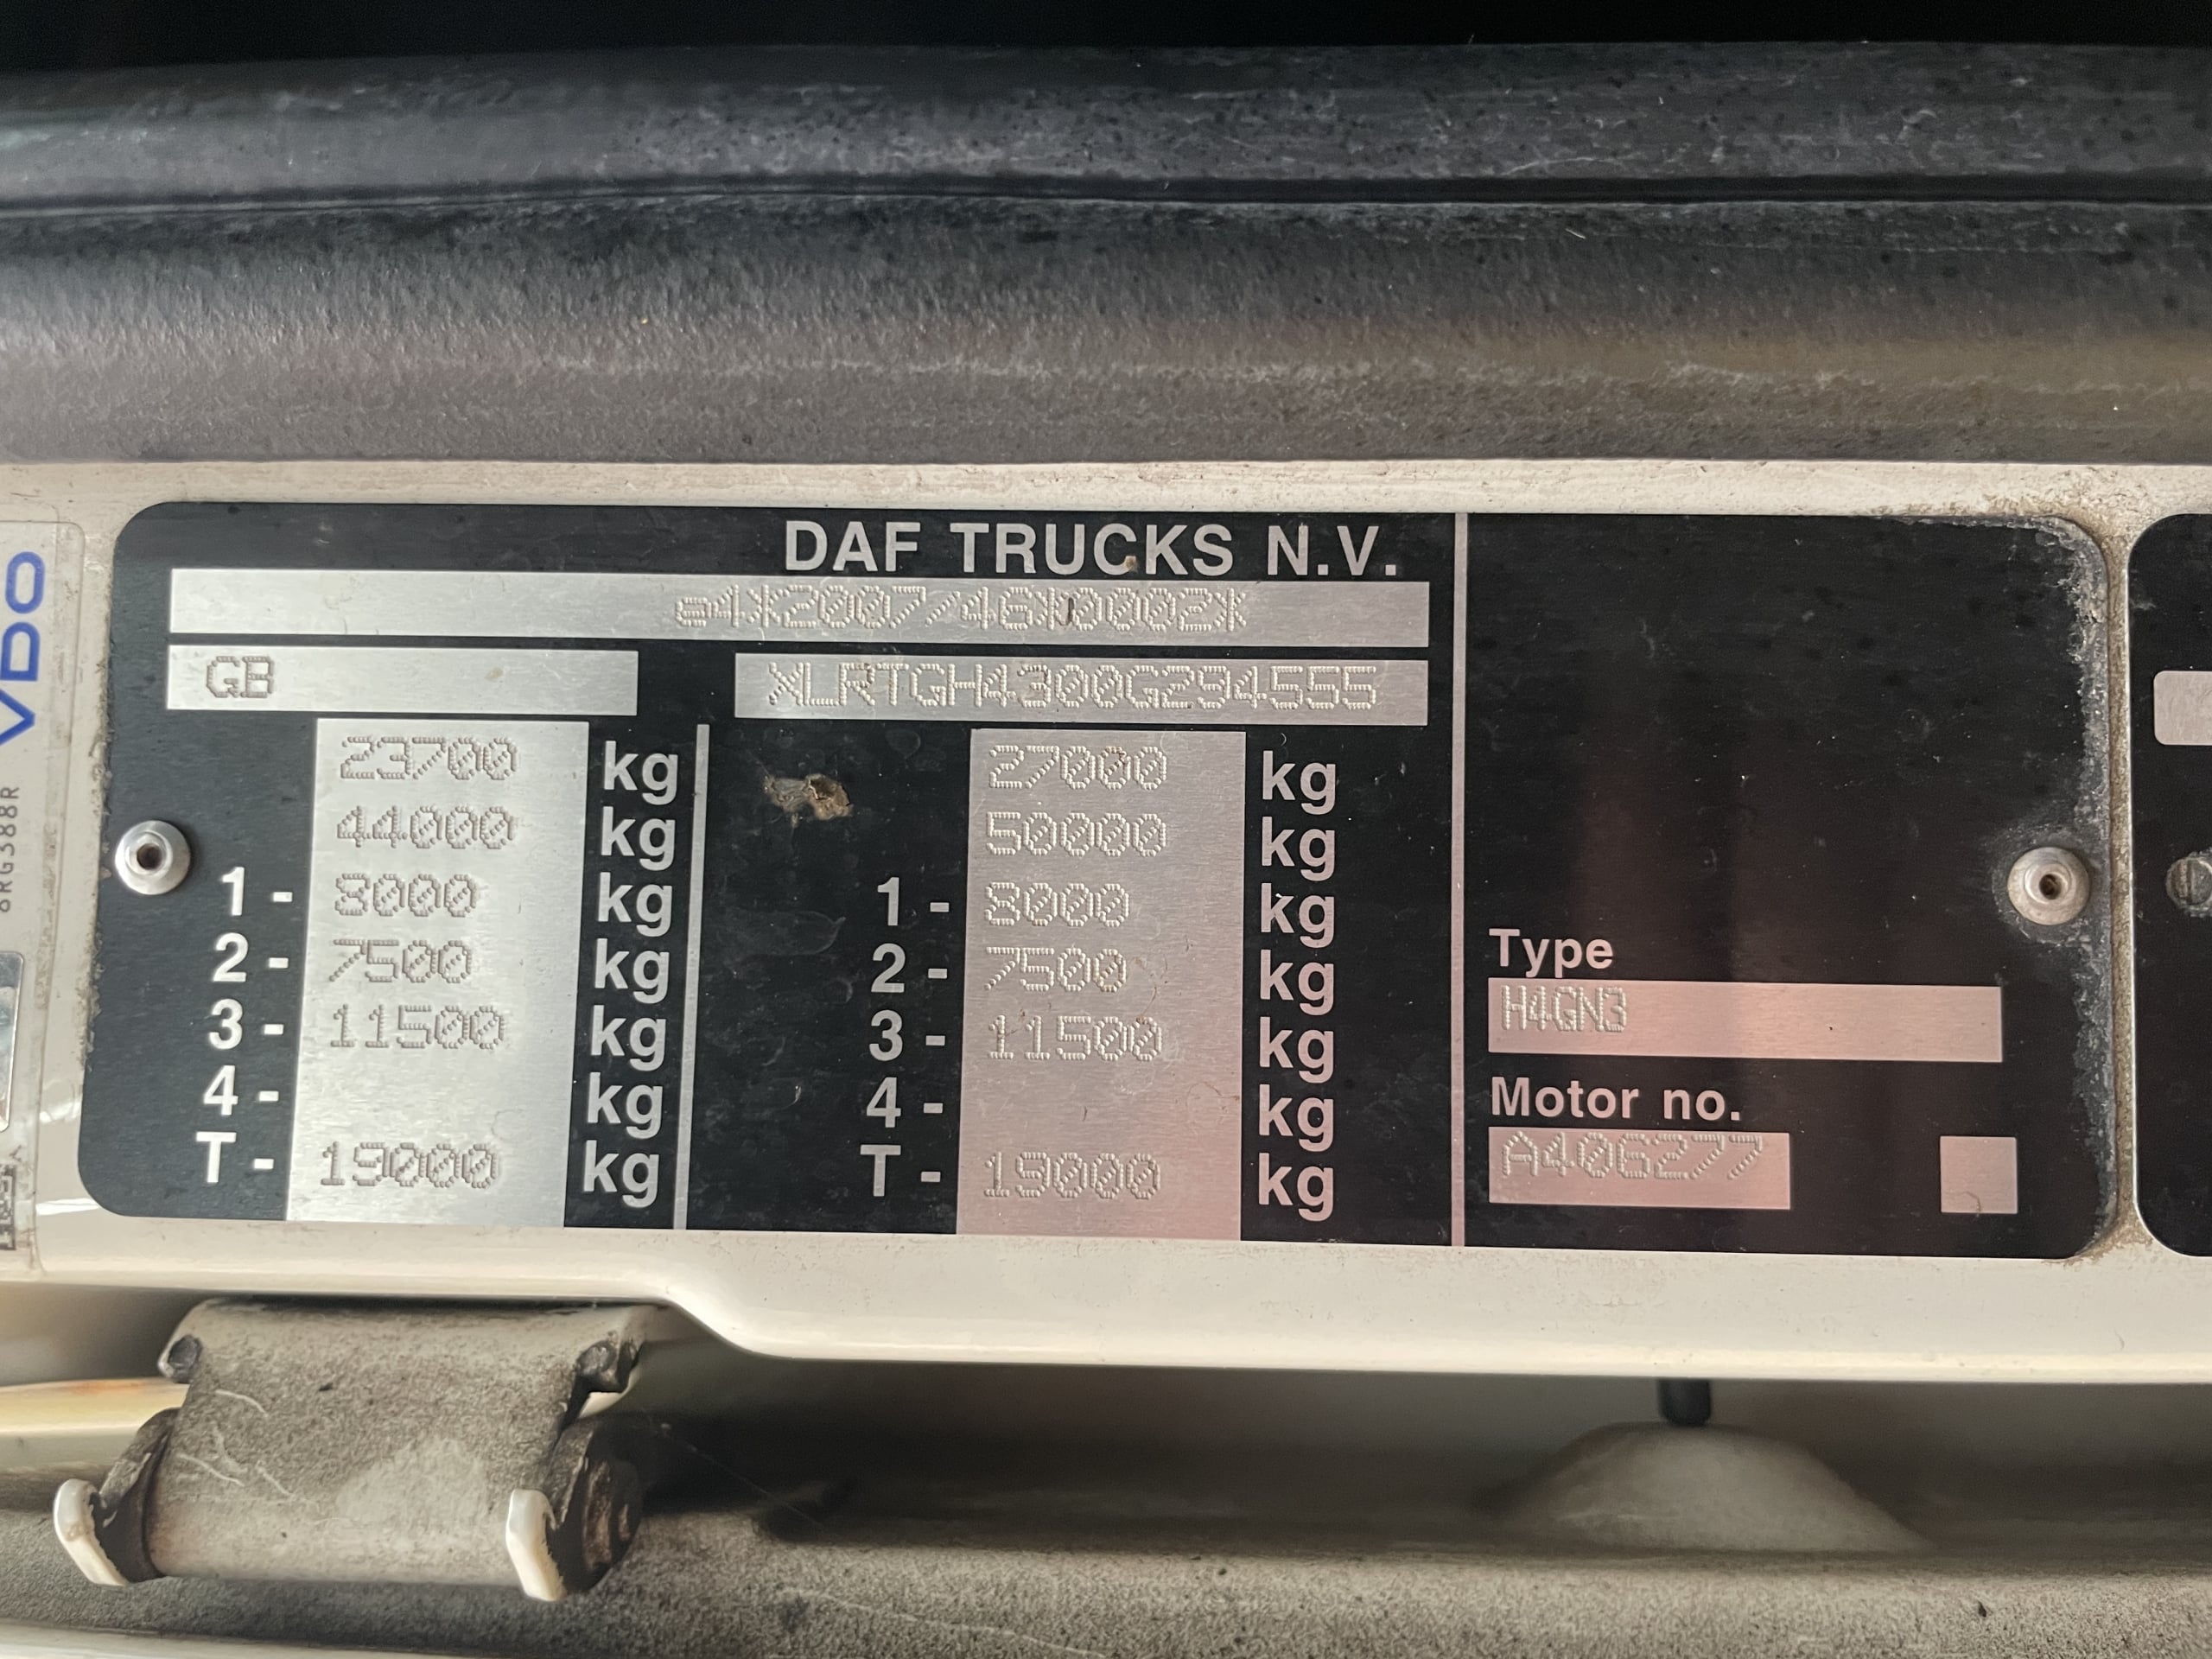 DAF TRUCKS N.V.
e4*2007/46*0002*
GB XLRTGH4300G294555
23700 kg 27000 kg
44000 kg 50000 kg
1 - 8000 kg 1 - 8000 kg
2 - 7500 kg 2 - 7500 kg
3 - 11500 kg 3 - 11500 kg
4 - kg 4 - kg
T - 19000 kg T - 19000 kg
Type
H4GN3
Motor no.
A406277
VDO